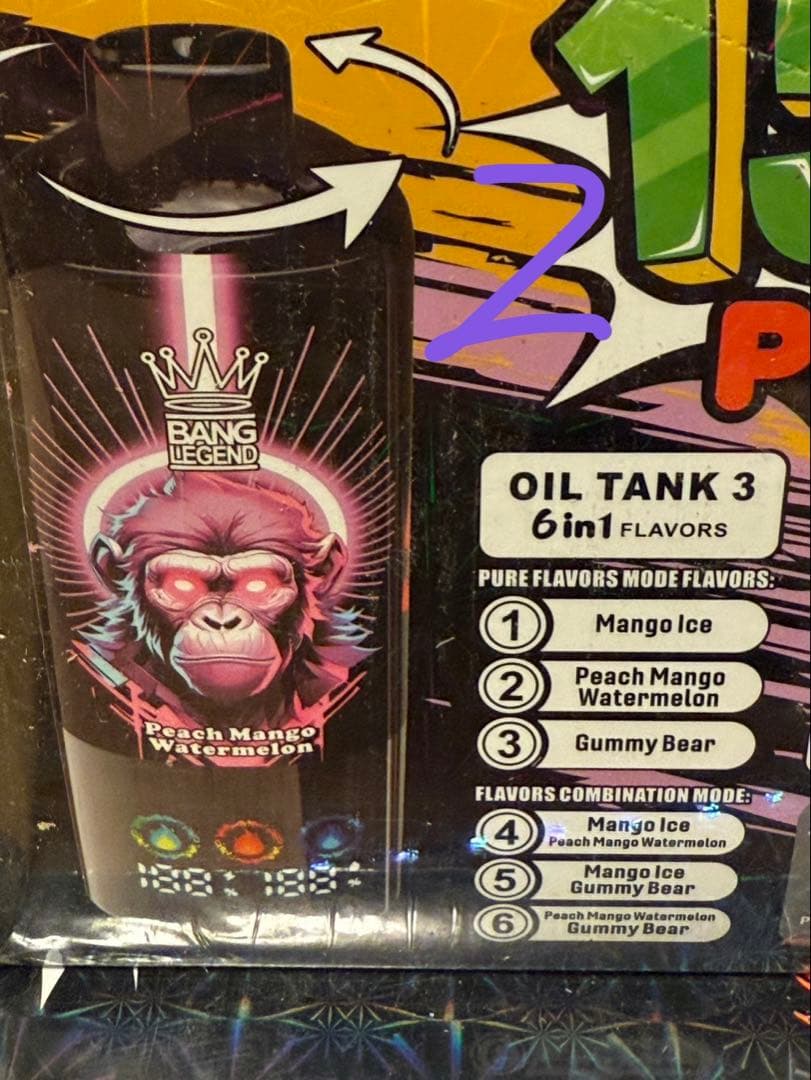 15
P
2
BANG
LEGEND
Peach Mango
Watermelon
OIL TANK 3
6in1 FLAVORS
PURE FLAVORS MODE FLAVORS:
1 Mango Ice
2 Peach Mango
Watermelon
3 Gummy Bear
FLAVORS COMBINATION MODE:
4 Mango Ice
Peach Mango Watermelon
5 Mango Ice
Gummy Bear
6 Peach Mango Watermelon
Gummy Bear